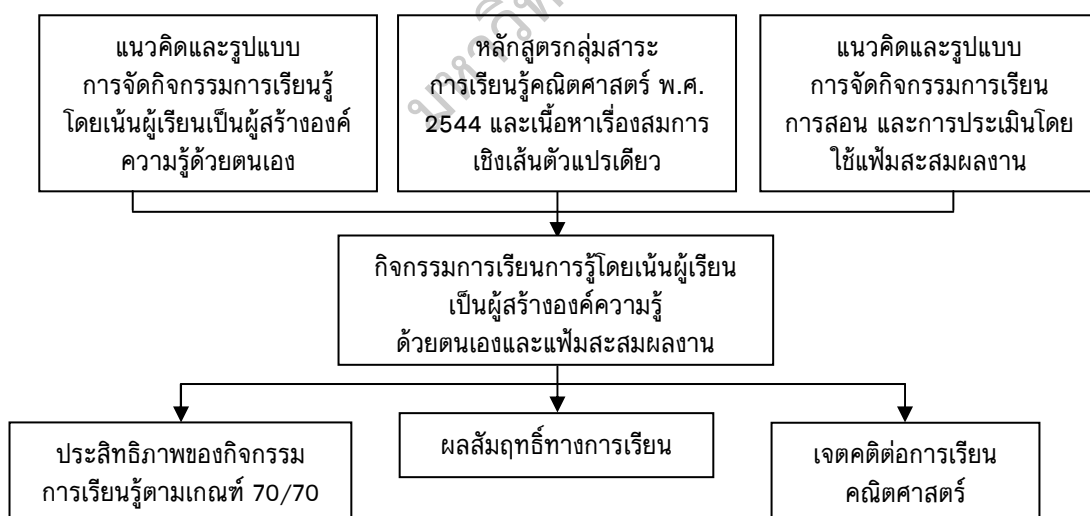 แนวคิดและรูปแบบ
การจัดกิจกรรมการเรียนรู้
โดยเน้นผู้เรียนเป็นผู้สร้างองค์
ความรู้ด้วยตนเอง
หลักสูตรกลุ่มสาระ
การเรียนรู้คณิตศาสตร์ พ.ศ.
2544 และเนื้อหาเรื่องสมการ
เชิงเส้นตัวแปรเดียว
แนวคิดและรูปแบบ
การจัดกิจกรรมการเรียน
การสอน และการประเมินโดย
ใช้แฟ้มสะสมผลงาน
กิจกรรมการเรียนการรู้โดยเน้นผู้เรียน
เป็นผู้สร้างองค์ความรู้
ด้วยตนเองและแฟ้มสะสมผลงาน
ประสิทธิภาพของกิจกรรม
การเรียนรู้ตามเกณฑ์ 70/70
ผลสัมฤทธิ์ทางการเรียน
เจตคติต่อการเรียน
คณิตศาสตร์